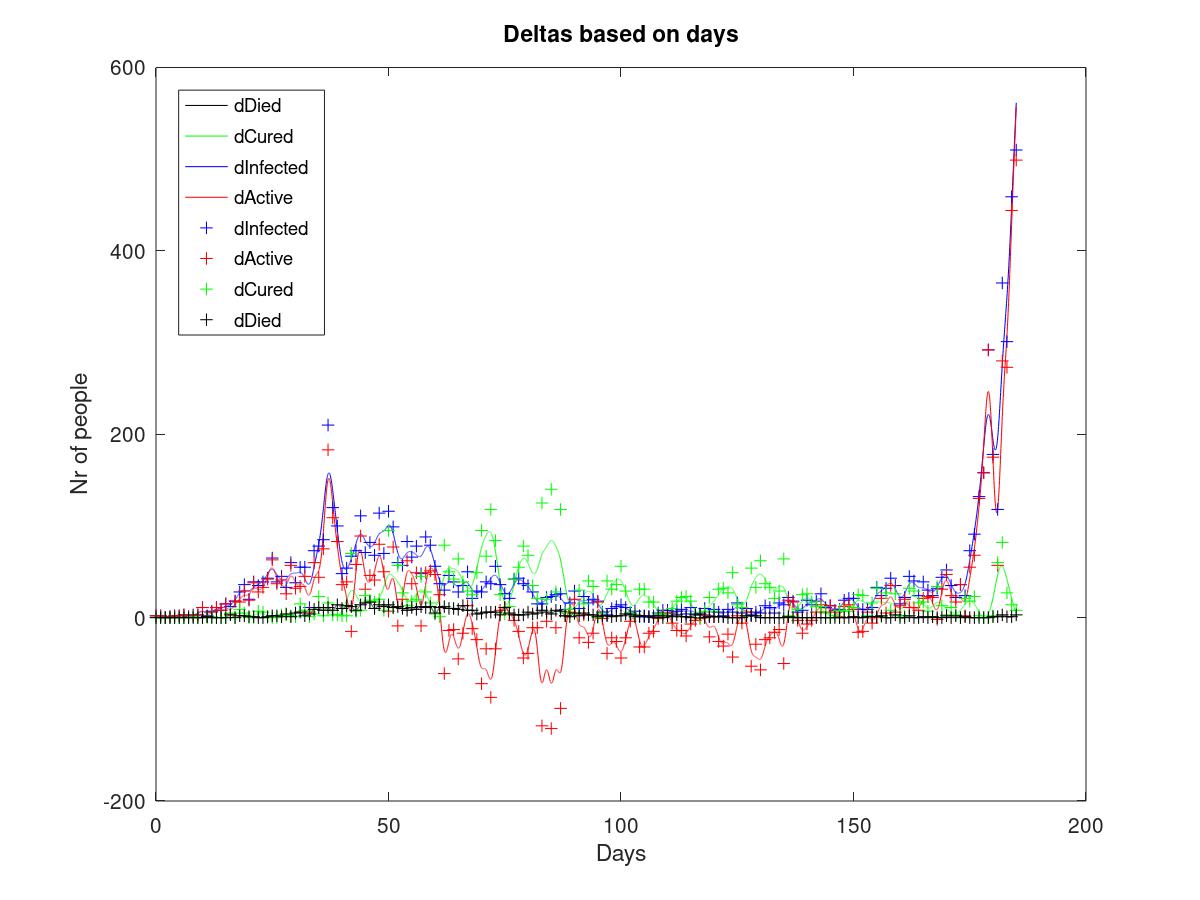 Deltas based on days
600
400
200
0
-200
Nr of people
dDied
dCured
dInfected
dActive
dInfected
dActive
dCured
dDied
0 50 100 150 200
Days